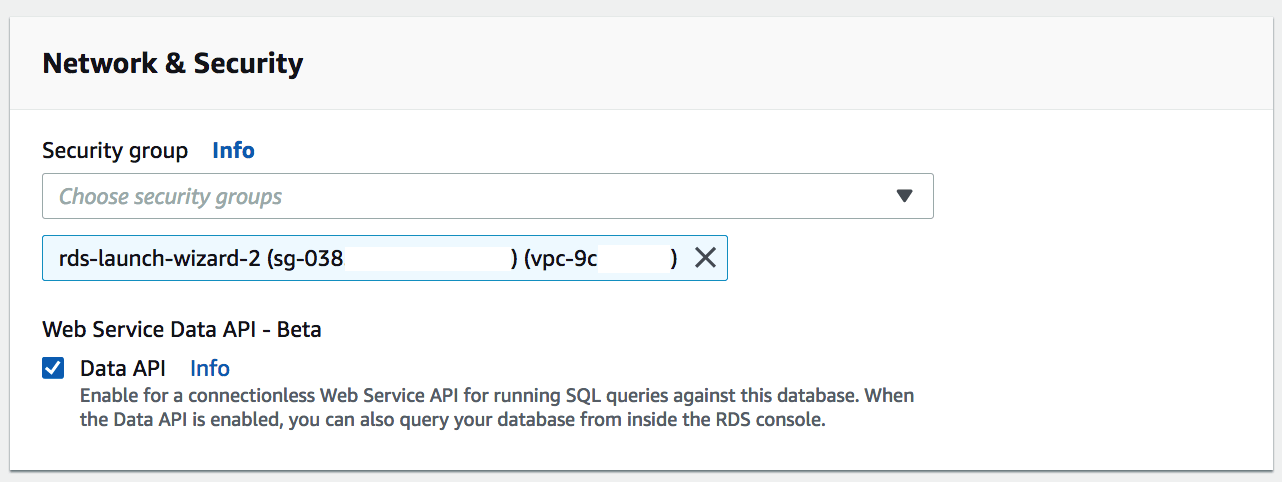 Network & Security
Security group Info
Choose security groups
rds-launch-wizard-2 (sg-038 ) (vpc-9c )
Web Service Data API - Beta
Data API Info
Enable for a connectionless Web Service API for running SQL queries against this database. When
the Data API is enabled, you can also query your database from inside the RDS console.